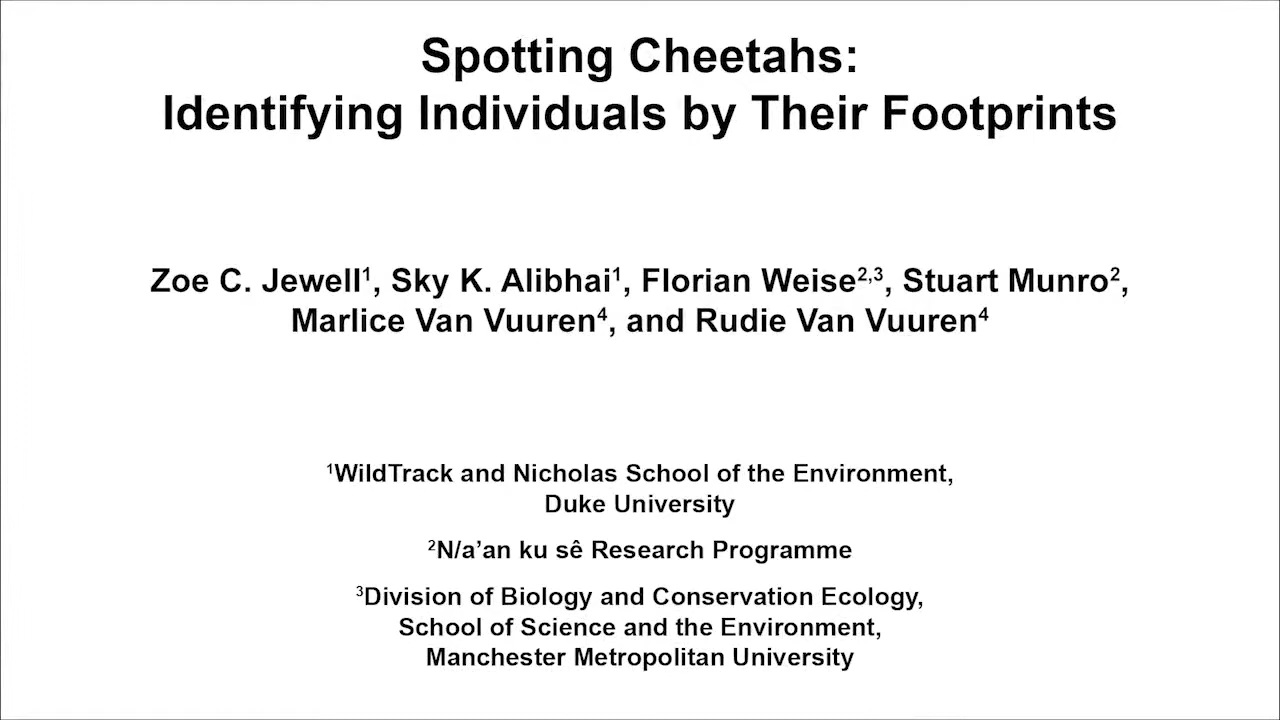 Spotting Cheetahs:
Identifying Individuals by Their Footprints
Zoe C. Jewell¹, Sky K. Alibhai¹, Florian Weise²,³, Stuart Munro²,
Marlice Van Vuuren⁴, and Rudie Van Vuuren⁴
¹WildTrack and Nicholas School of the Environment,
Duke University
²N/a’an ku sê Research Programme
³Division of Biology and Conservation Ecology,
School of Science and the Environment,
Manchester Metropolitan University